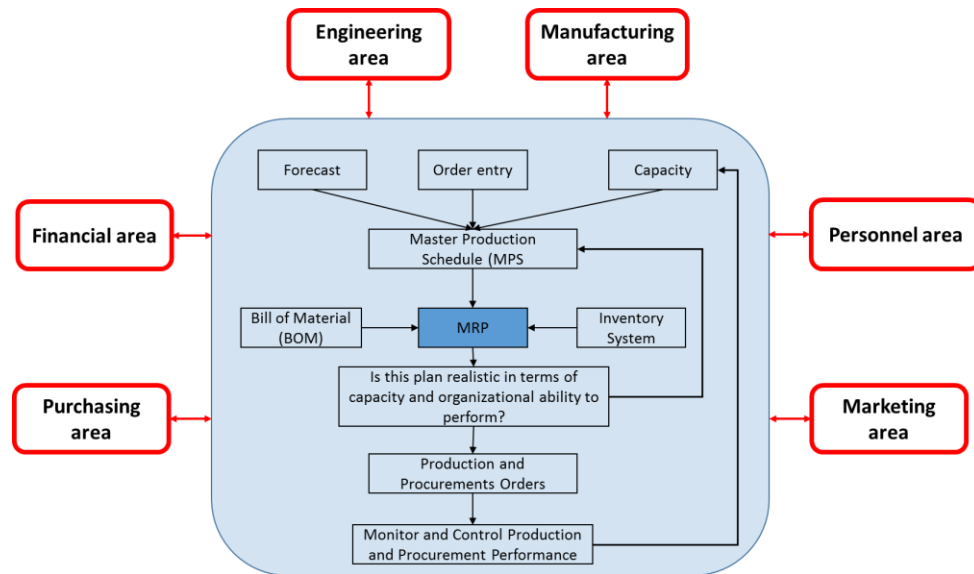 Engineering
area
Manufacturing
area
Forecast
Order entry
Capacity
Financial area
Master Production
Schedule (MPS
Personnel area
Bill of Material
(BOM)
MRP
Inventory
System
Is this plan realistic in terms of
capacity and organizational ability to
perform?
Purchasing
area
Marketing
area
Production and
Procurements Orders
Monitor and Control Production
and Procurement Performance